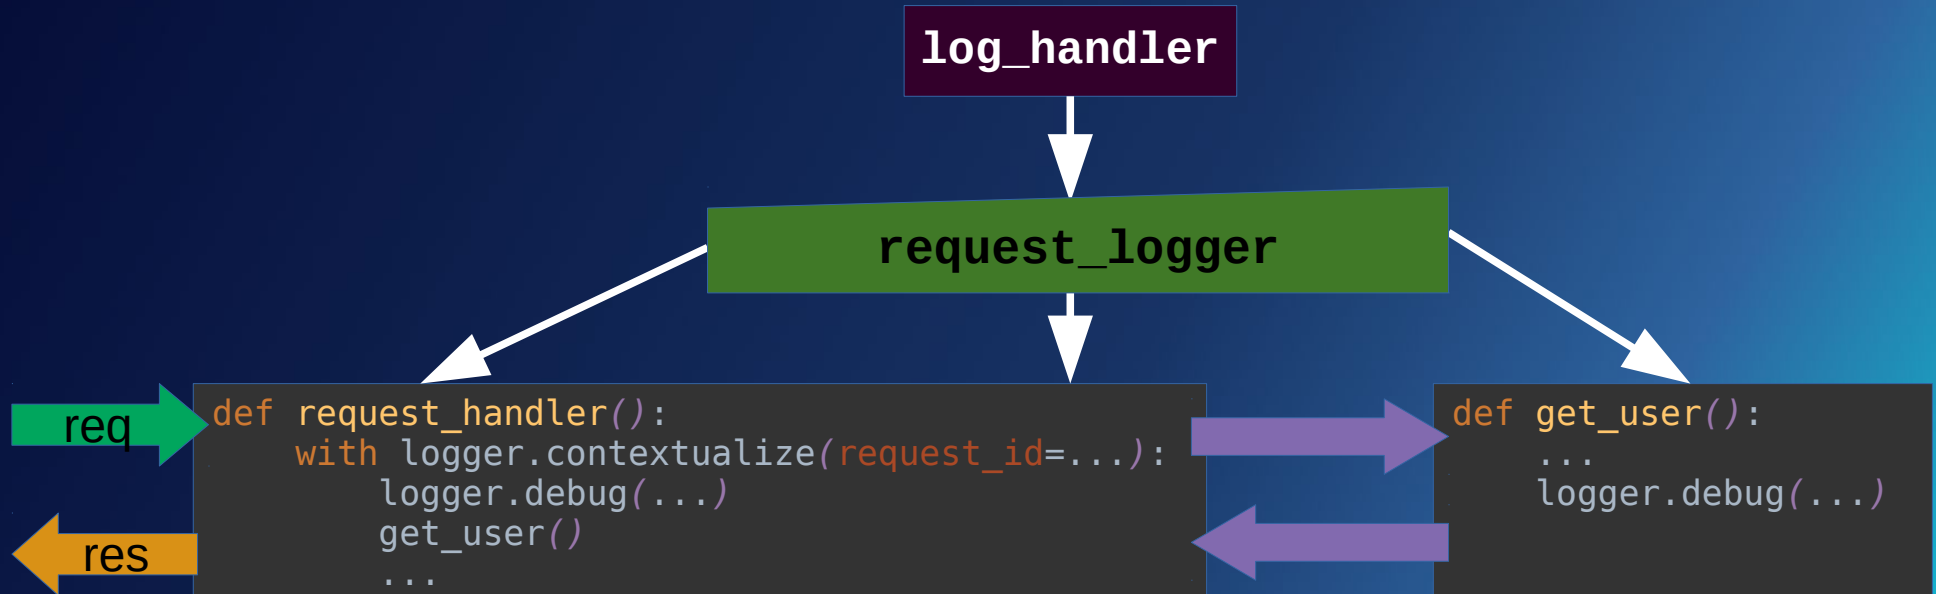 log_handler
request_logger
req
def request_handler():
    with logger.contextualize(request_id=...):
        logger.debug(...)
        get_user()
        ...
res
def get_user():
    ...
    logger.debug(...)